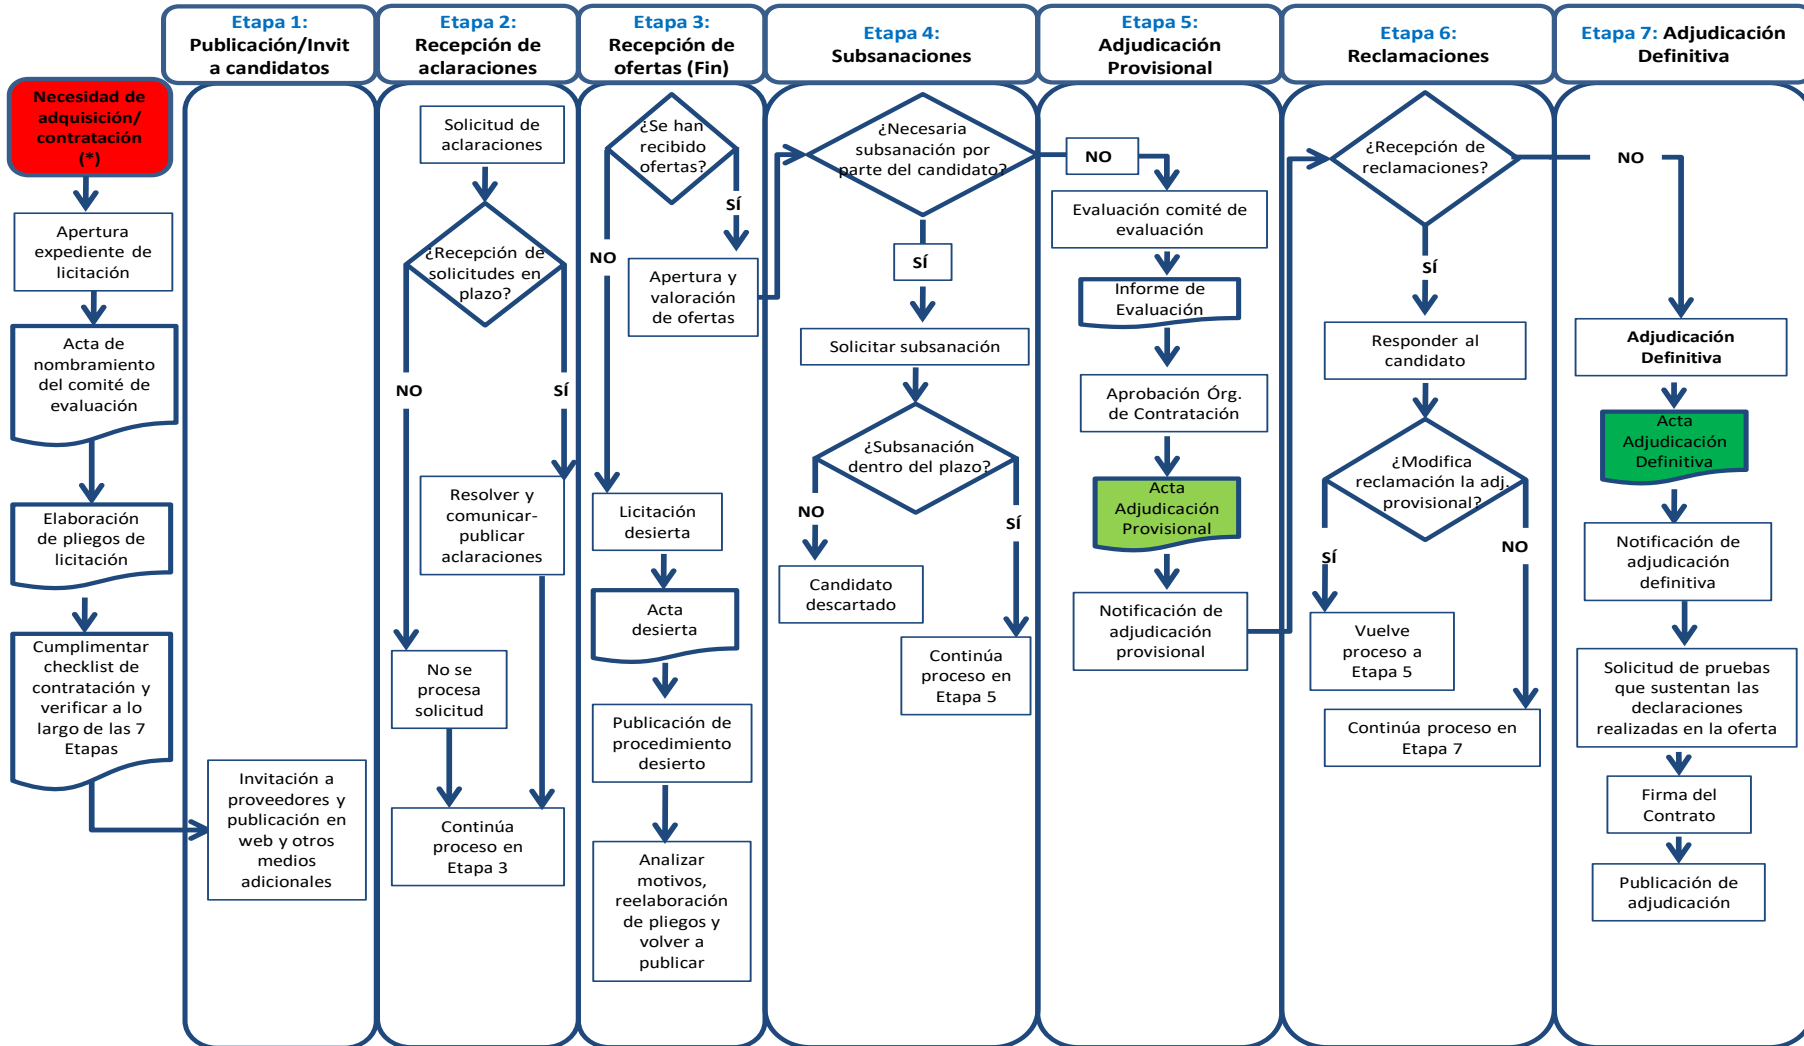 Etapa 1:
Publicación/Invit
a candidatos
Etapa 2:
Recepción de
aclaraciones
Etapa 3:
Recepción de
ofertas (Fin)
Etapa 4:
Subsanaciones
Etapa 5:
Adjudicación
Provisional
Etapa 6:
Reclamaciones
Etapa 7: Adjudicación
Definitiva
Necesidad de
adquisición/
contratación
(*)
Apertura
expediente de
licitación
Acta de
nombramiento
del comité de
evaluación
Elaboración
de pliegos de
licitación
Cumplimentar
checklist de
contratación y
verificar a lo
largo de las 7
Etapas
Invitación a
proveedores y
publicación en
web y otros
medios
adicionales
Solicitud de
aclaraciones
¿Recepción de
solicitudes en
plazo?
NO
SÍ
Resolver y
comunicar-
publicar
aclaraciones
No se
procesa
solicitud
Continúa
proceso en
Etapa 3
¿Se han
recibido
ofertas?
SÍ
NO
Apertura y
valoración
de ofertas
Licitación
desierta
Acta
desierta
Publicación de
procedimiento
desierto
Analizar
motivos,
reelaboración
de pliegos y
volver a
publicar
¿Necesaria
subsanación por
parte del candidato?
NO
SÍ
Solicitar subsanación
¿Subsanación
dentro del plazo?
NO
SÍ
Candidato
descartado
Continúa
proceso en
Etapa 5
Evaluación comité de
evaluación
Informe de
Evaluación
Aprobación Órg.
de Contratación
Acta
Adjudicación
Provisional
Notificación de
adjudicación
provisional
¿Recepción de
reclamaciones?
NO
SÍ
Responder al
candidato
¿Modifica
reclamación la adj.
provisional?
SÍ
NO
Vuelve
proceso a
Etapa 5
Continúa proceso en
Etapa 7
Adjudicación
Definitiva
Acta
Adjudicación
Definitiva
Notificación de
adjudicación
definitiva
Solicitud de pruebas
que sustentan las
declaraciones
realizadas en la oferta
Firma del
Contrato
Publicación de
adjudicación